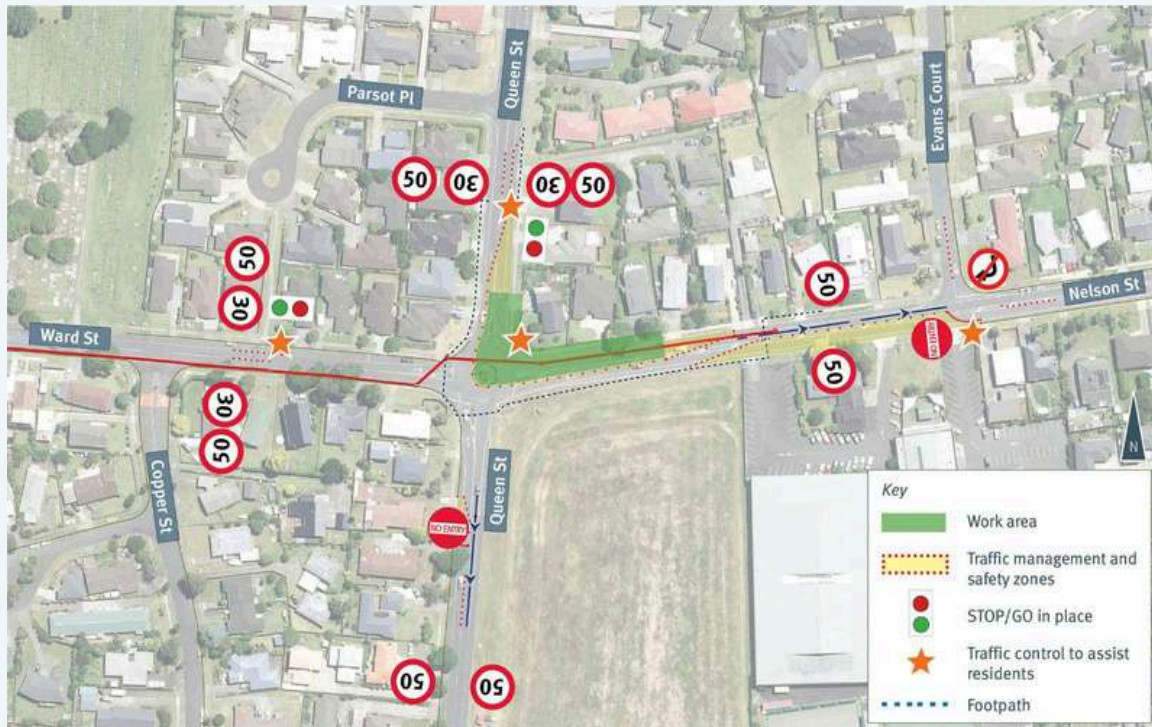 Parsot Pl
Queen St
Evans Court
50
30
30
50
50
30
50
Nelson St
Ward St
NO ENTRY
50
30
50
Copper St
Queen St
NO ENTRY
N
50
50
Key
Work area
Traffic management and
safety zones
STOP/GO in place
Traffic control to assist
residents
Footpath